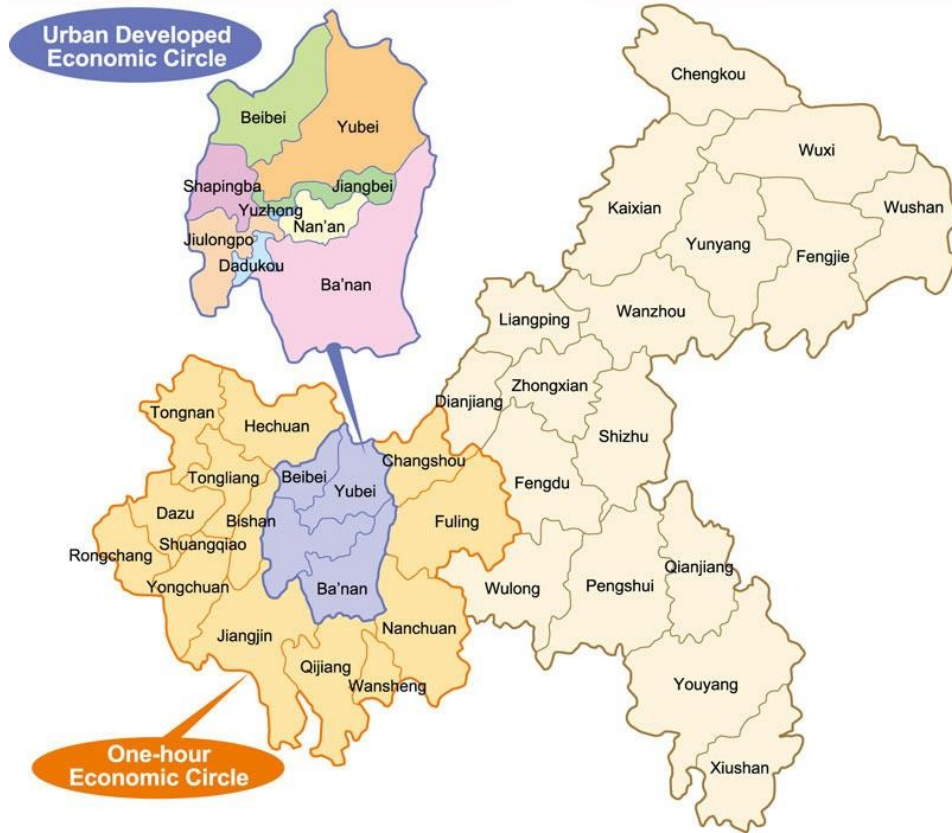 Urban Developed
Economic Circle
Chengkou
Beibei
Yubei
Wuxi
Shapingba
Jiangbei
Kaixian
Wushan
Yuzhong
Nan'an
Jiulongpo
Yunyang
Fengjie
Dadukou
Ba'nan
Liangping
Wanzhou
Zhongxian
Dianjiang
Tongnan
Hechuan
Shizhu
Changshou
Tongliang
Beibei
Fengdu
Yubei
Dazu
Bishan
Fuling
Shuangqiao
Rongchang
Qianjiang
Yongchuan
Ba'nan
Wulong
Pengshui
Jiangjin
Nanchuan
Qijiang
Wansheng
Youyang
One-hour
Economic Circle
Xiushan